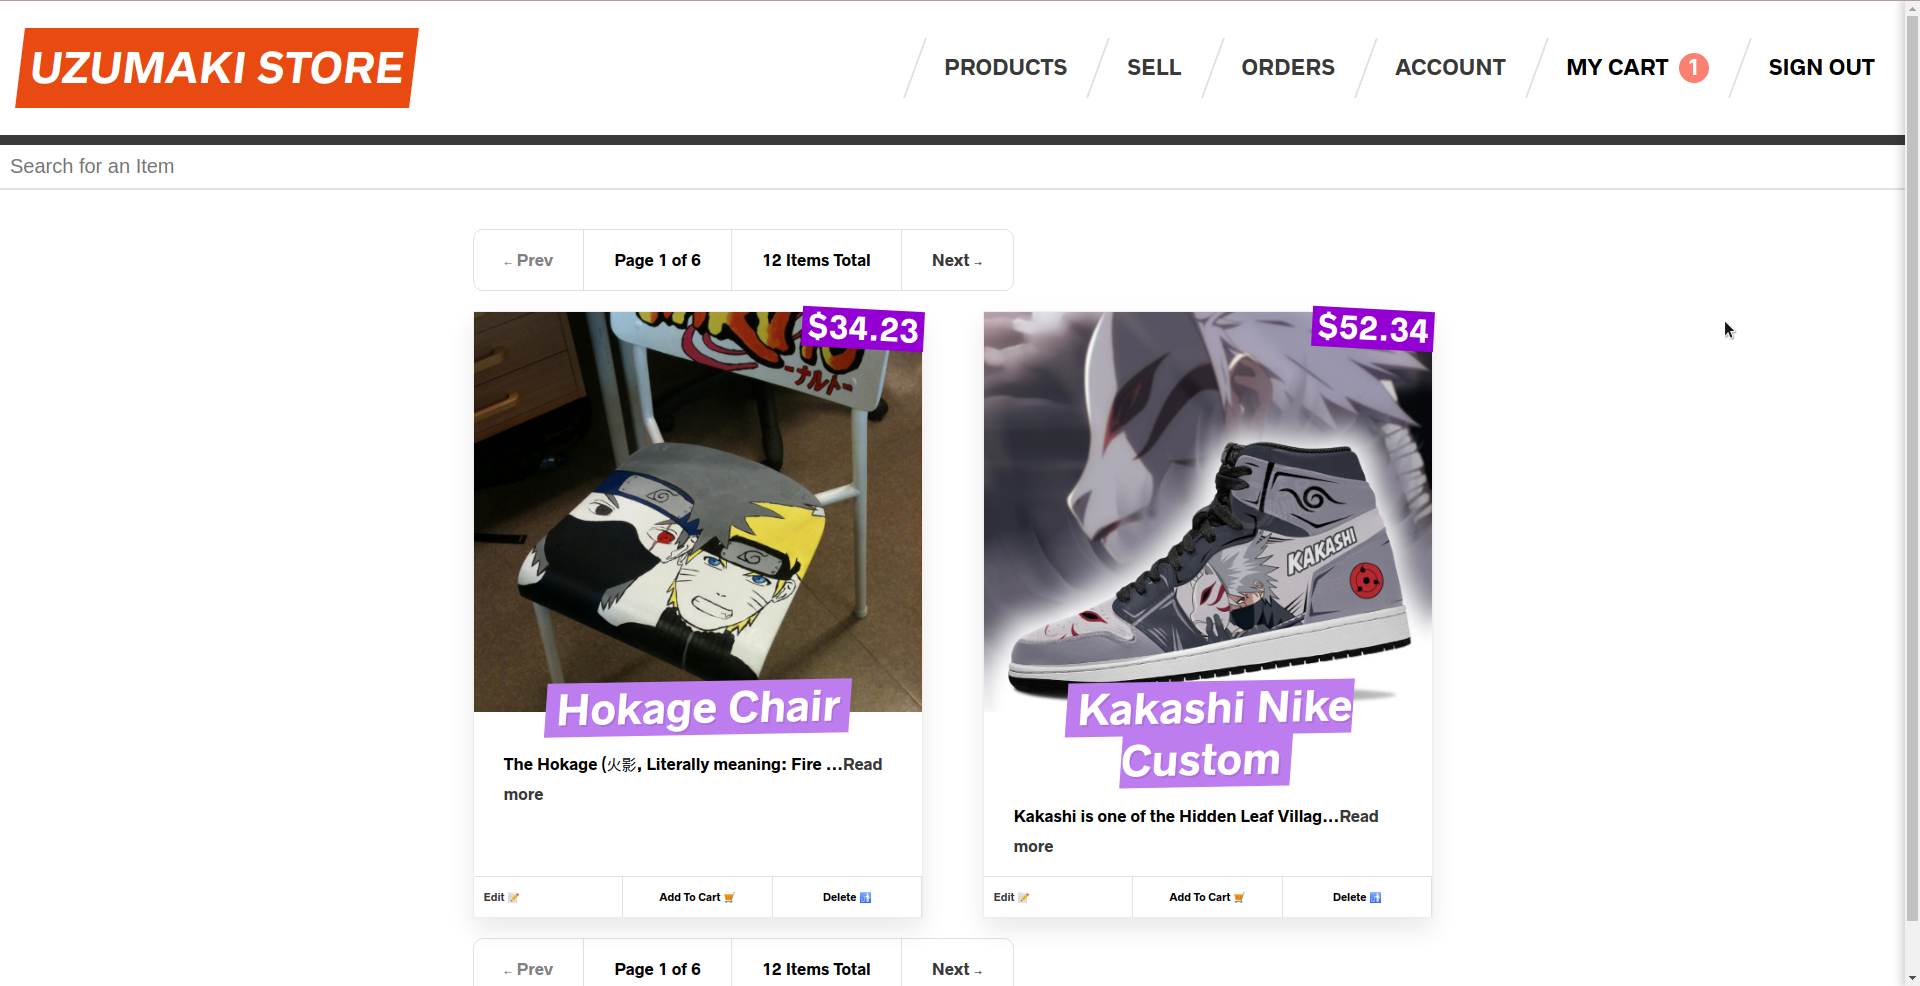 UZUMAKI STORE
PRODUCTS
SELL
ORDERS
ACCOUNT
MY CART 1
SIGN OUT
Search for an Item
← Prev
Page 1 of 6
12 Items Total
Next →
$34.23
-ナルト-
Hokage Chair
The Hokage (火影, Literally meaning: Fire ...Read
more
Edit 📝
Add To Cart 🛒
Delete 🚮
$52.34
KAKASHI
Kakashi Nike
Custom
Kakashi is one of the Hidden Leaf Villag...Read
more
Edit 📝
Add To Cart 🛒
Delete 🚮
← Prev
Page 1 of 6
12 Items Total
Next →